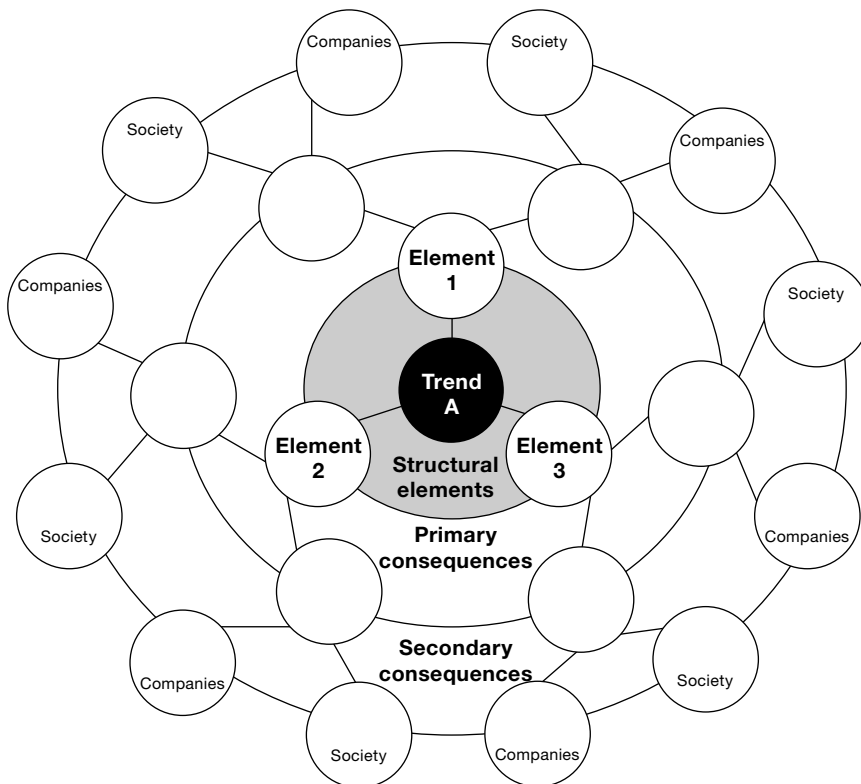 Companies
Society
Society
Companies
Element
1
Companies
Society
Trend
A
Element
2
Element
3
Structural
elements
Society
Companies
Primary
consequences
Secondary
consequences
Companies
Society
Society
Companies